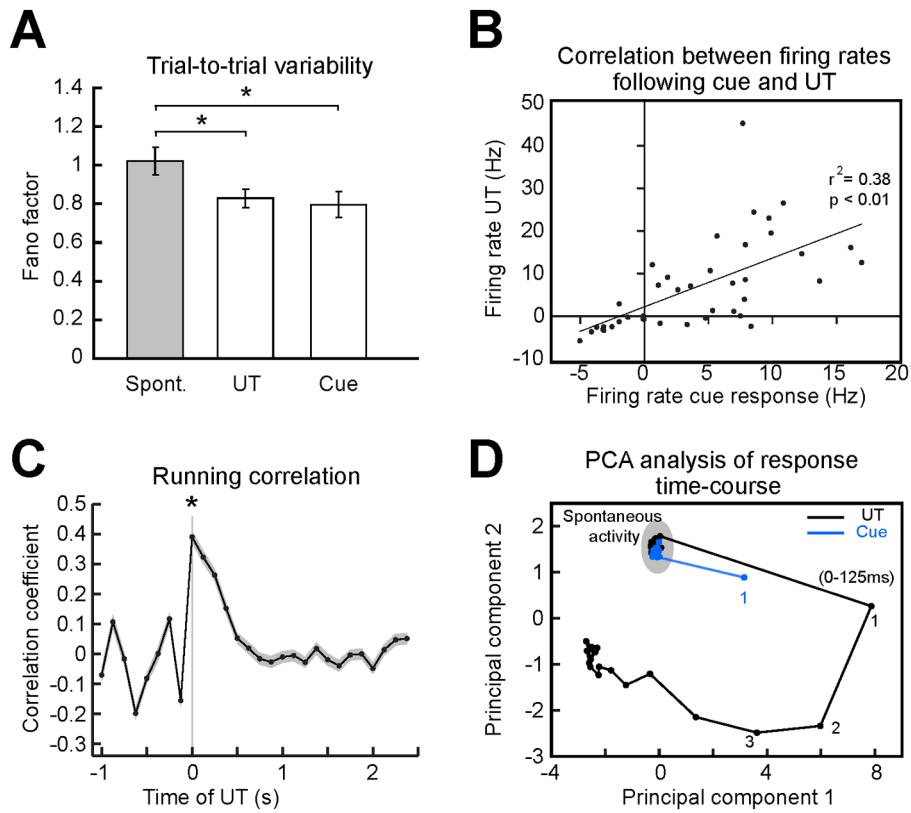 A
Trial-to-trial variability
1.4
1.2
1
0.8
0.6
0.4
0.2
0
Fano factor
*
*
Spont.
UT
Cue
B
Correlation between firing rates
following cue and UT
50
40
30
20
10
0
-10
Firing rate UT (Hz)
r2= 0.38
p < 0.01
-5
0
5
10
15
20
Firing rate cue response (Hz)
C
Running correlation
*
0.5
0.4
0.3
0.2
0.1
0
-0.1
-0.2
-0.3
Correlation coefficient
-1
0
1
2
Time of UT (s)
D
PCA analysis of response
time-course
2
1
0
-1
-2
-3
Principal component 2
Spontaneous
activity
UT
Cue
(0-125ms)
1
1
2
3
-4
0
4
8
Principal component 1